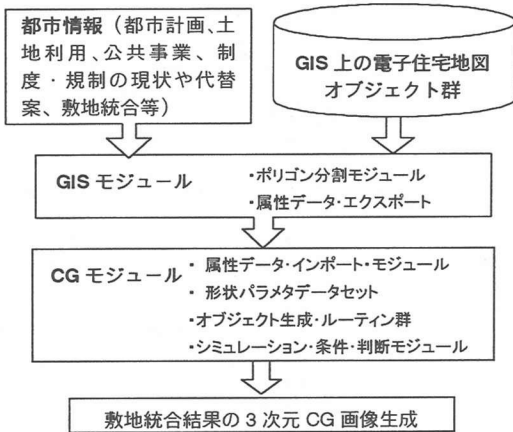 都市情報（都市計画、土
地利用、公共事業、制
度・規制の現状や代替
案、敷地統合等）
GIS 上の電子住宅地図
オブジェクト群
GIS モジュール
・ポリゴン分割モジュール
・属性データ・エクスポート
CG モジュール
・ 属性データ・インポート・モジュール
・ 形状パラメタデータセット
・オブジェクト生成・ルーティン群
・シミュレーション・条件・判断モジュール
敷地統合結果の 3 次元 CG 画像生成